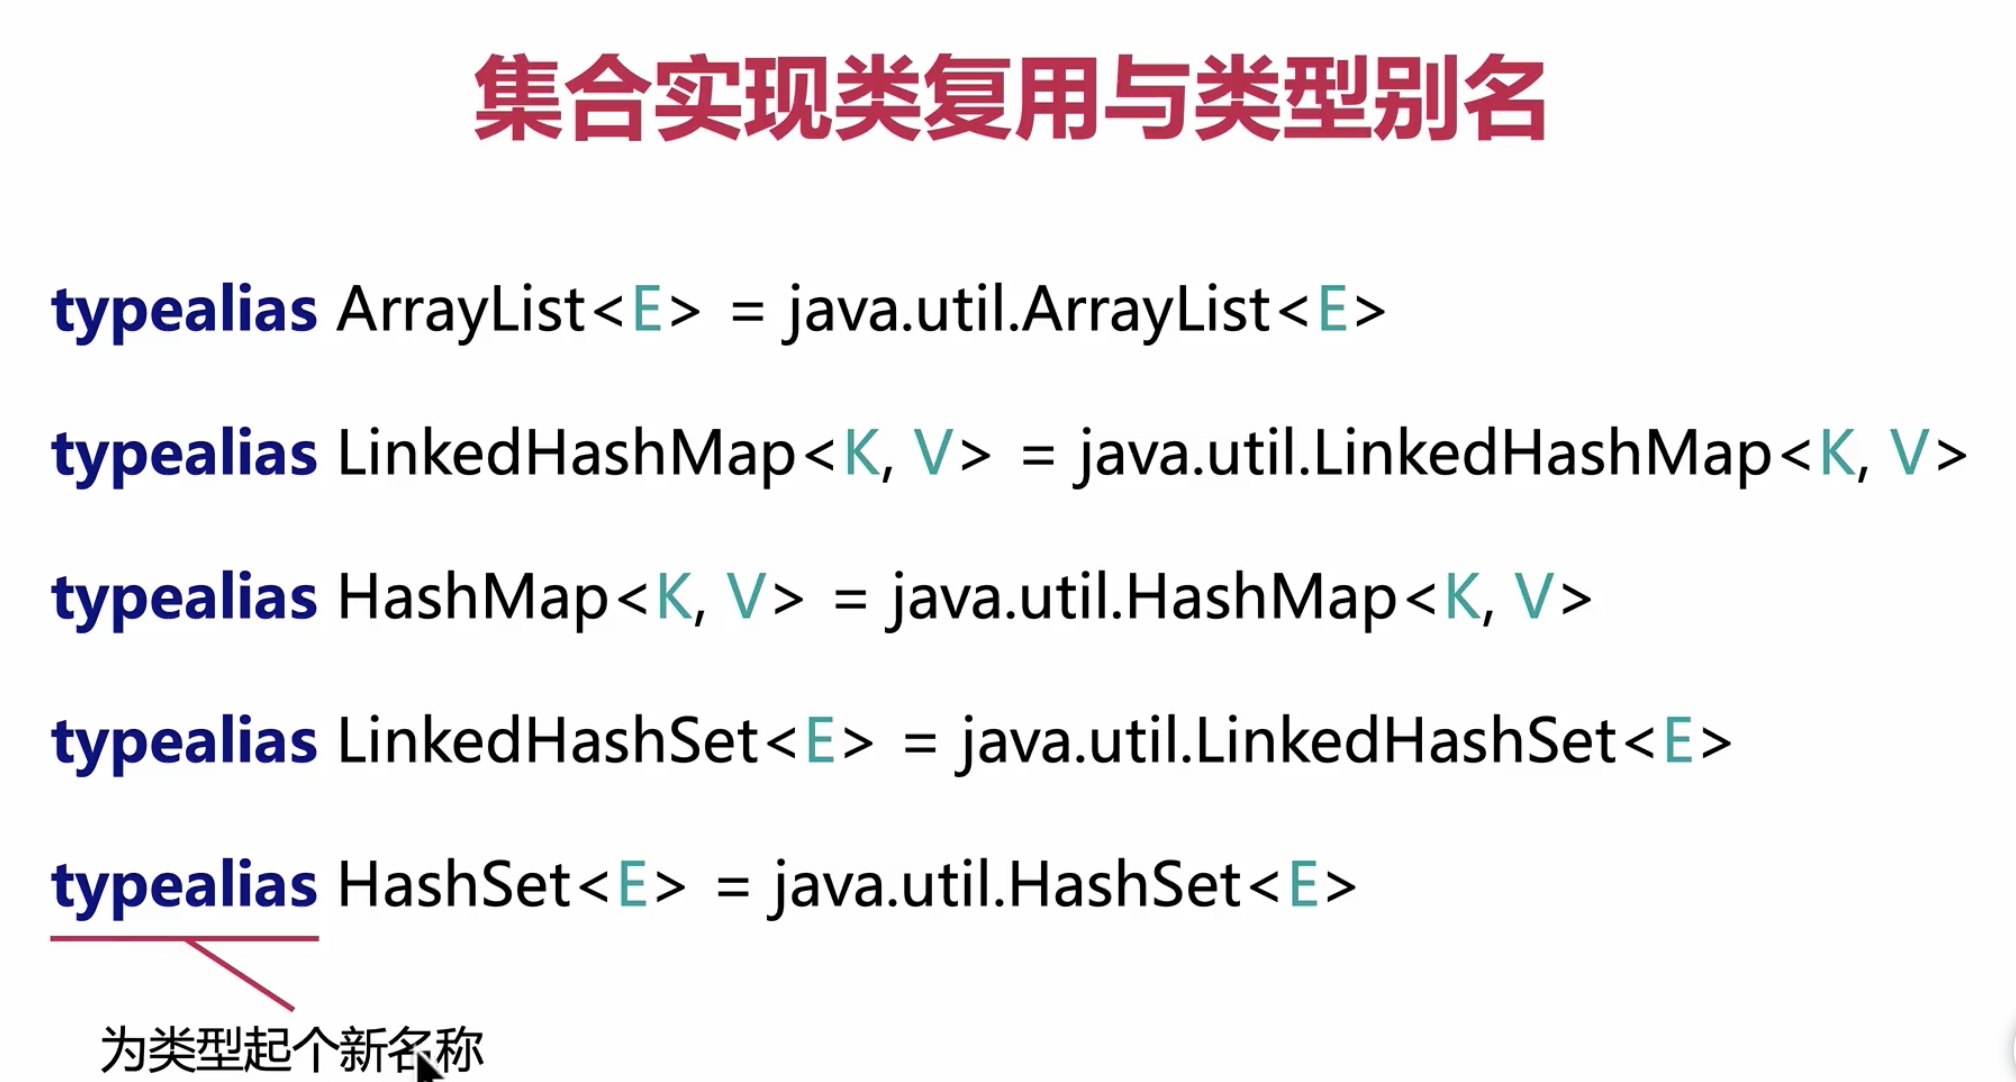 集合实现类复用与类型别名
typealias ArrayList<E> = java.util.ArrayList<E>
typealias LinkedHashMap<K, V> = java.util.LinkedHashMap<K, V>
typealias HashMap<K, V> = java.util.HashMap<K, V>
typealias LinkedHashSet<E> = java.util.LinkedHashSet<E>
typealias HashSet<E> = java.util.HashSet<E>
为类型起个新名称